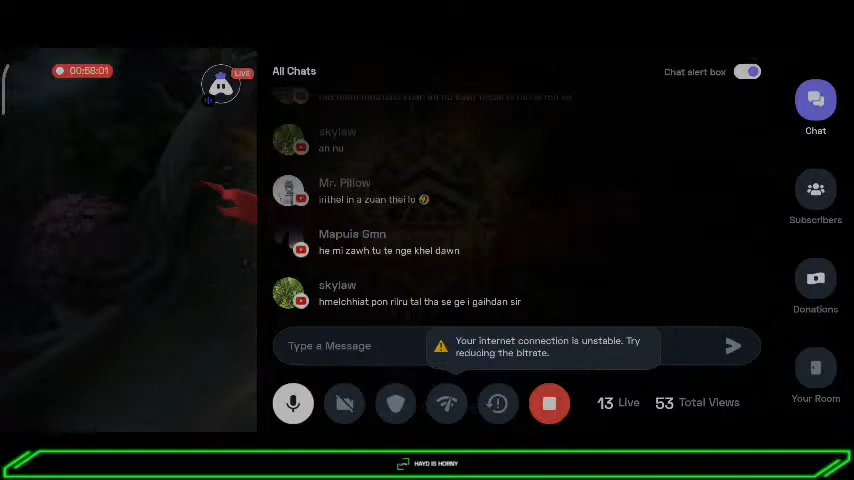 00:58:01
LIVE
All Chats
Chat alert box
skylaw
an nu
Mr. Pillow
irithel in a zuan thei lo 🤣
Mapuia Gmn
he mi zawh tu te nge khel dawn
skylaw
hmelchhiat pon rilru tal tha se ge i gaihdan sir
Type a Message
Your internet connection is unstable. Try
reducing the bitrate.
13 Live
53 Total Views
Chat
Subscribers
Donations
Your Room
HAYD IS HORNY